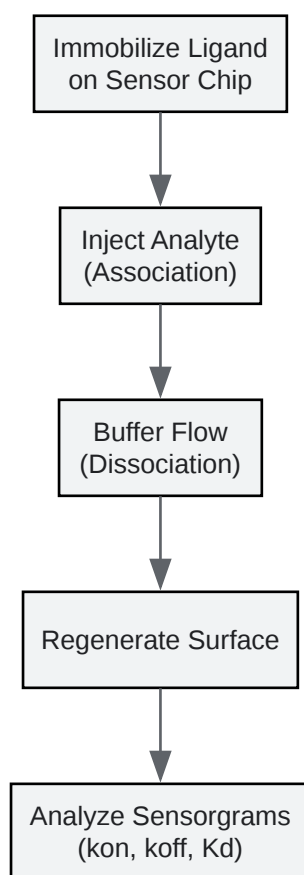 Immobilize Ligand
on Sensor Chip
Inject Analyte
(Association)
Buffer Flow
(Dissociation)
Regenerate Surface
Analyze Sensorgrams
(kon, koff, Kd)